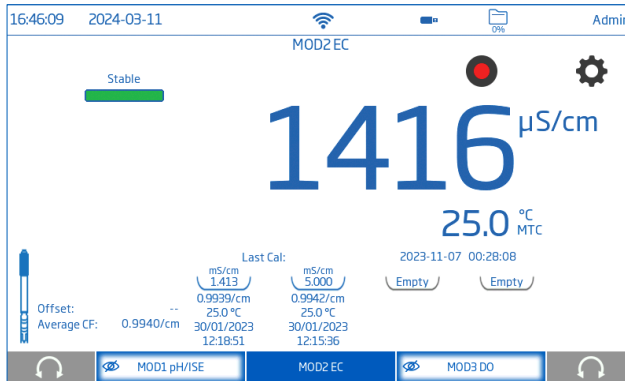 16:46:09 2024-03-11 0% Admin
MOD2 EC
Stable
1416 µS/cm
25.0 °C
MTC
Last Cal: 2023-11-07 00:28:08
mS/cm mS/cm
1.413 5.000 Empty Empty
0.9939/cm 0.9942/cm
Offset: -- 25.0 °C 25.0 °C
Average CF: 0.9940/cm 30/01/2023 30/01/2023
12:18:51 12:15:36
MOD1 pH/ISE MOD2 EC MOD3 DO